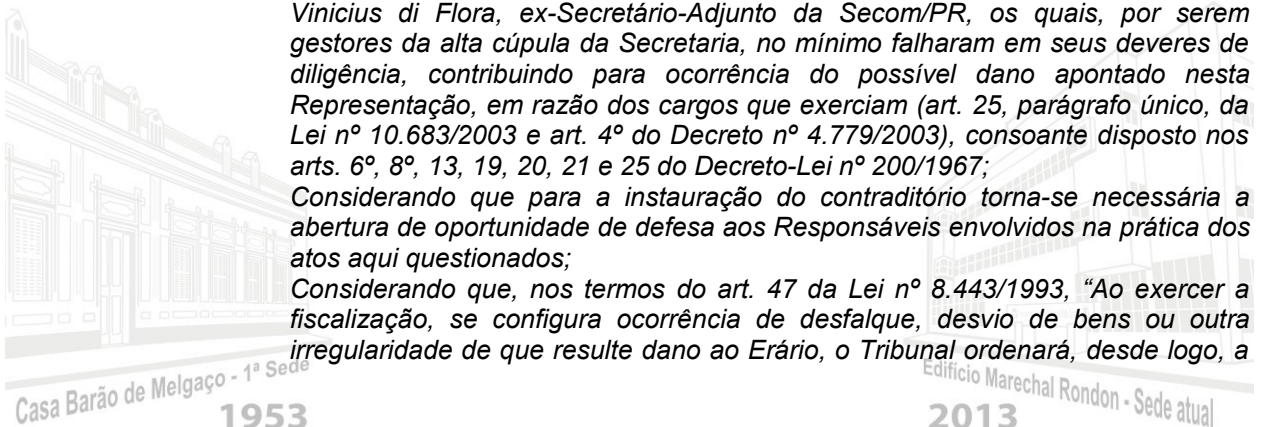 Vinicius di Flora, ex-Secretário-Adjunto da Secom/PR, os quais, por serem
gestores da alta cúpula da Secretaria, no mínimo falharam em seus deveres de
diligência, contribuindo para ocorrência do possível dano apontado nesta
Representação, em razão dos cargos que exerciam (art. 25, parágrafo único, da
Lei nº 10.683/2003 e art. 4º do Decreto nº 4.779/2003), consoante disposto nos
arts. 6º, 8º, 13, 19, 20, 21 e 25 do Decreto-Lei nº 200/1967;
Considerando que para a instauração do contraditório torna-se necessária a
abertura de oportunidade de defesa aos Responsáveis envolvidos na prática dos
atos aqui questionados;
Considerando que, nos termos do art. 47 da Lei nº 8.443/1993, “Ao exercer a
fiscalização, se configura ocorrência de desfalque, desvio de bens ou outra
irregularidade de que resulte dano ao Erário, o Tribunal ordenará, desde logo, a
Casa Barão de Melgaço - 1ª Sede
1953
Edifício Marechal Rondon - Sede atual
2013